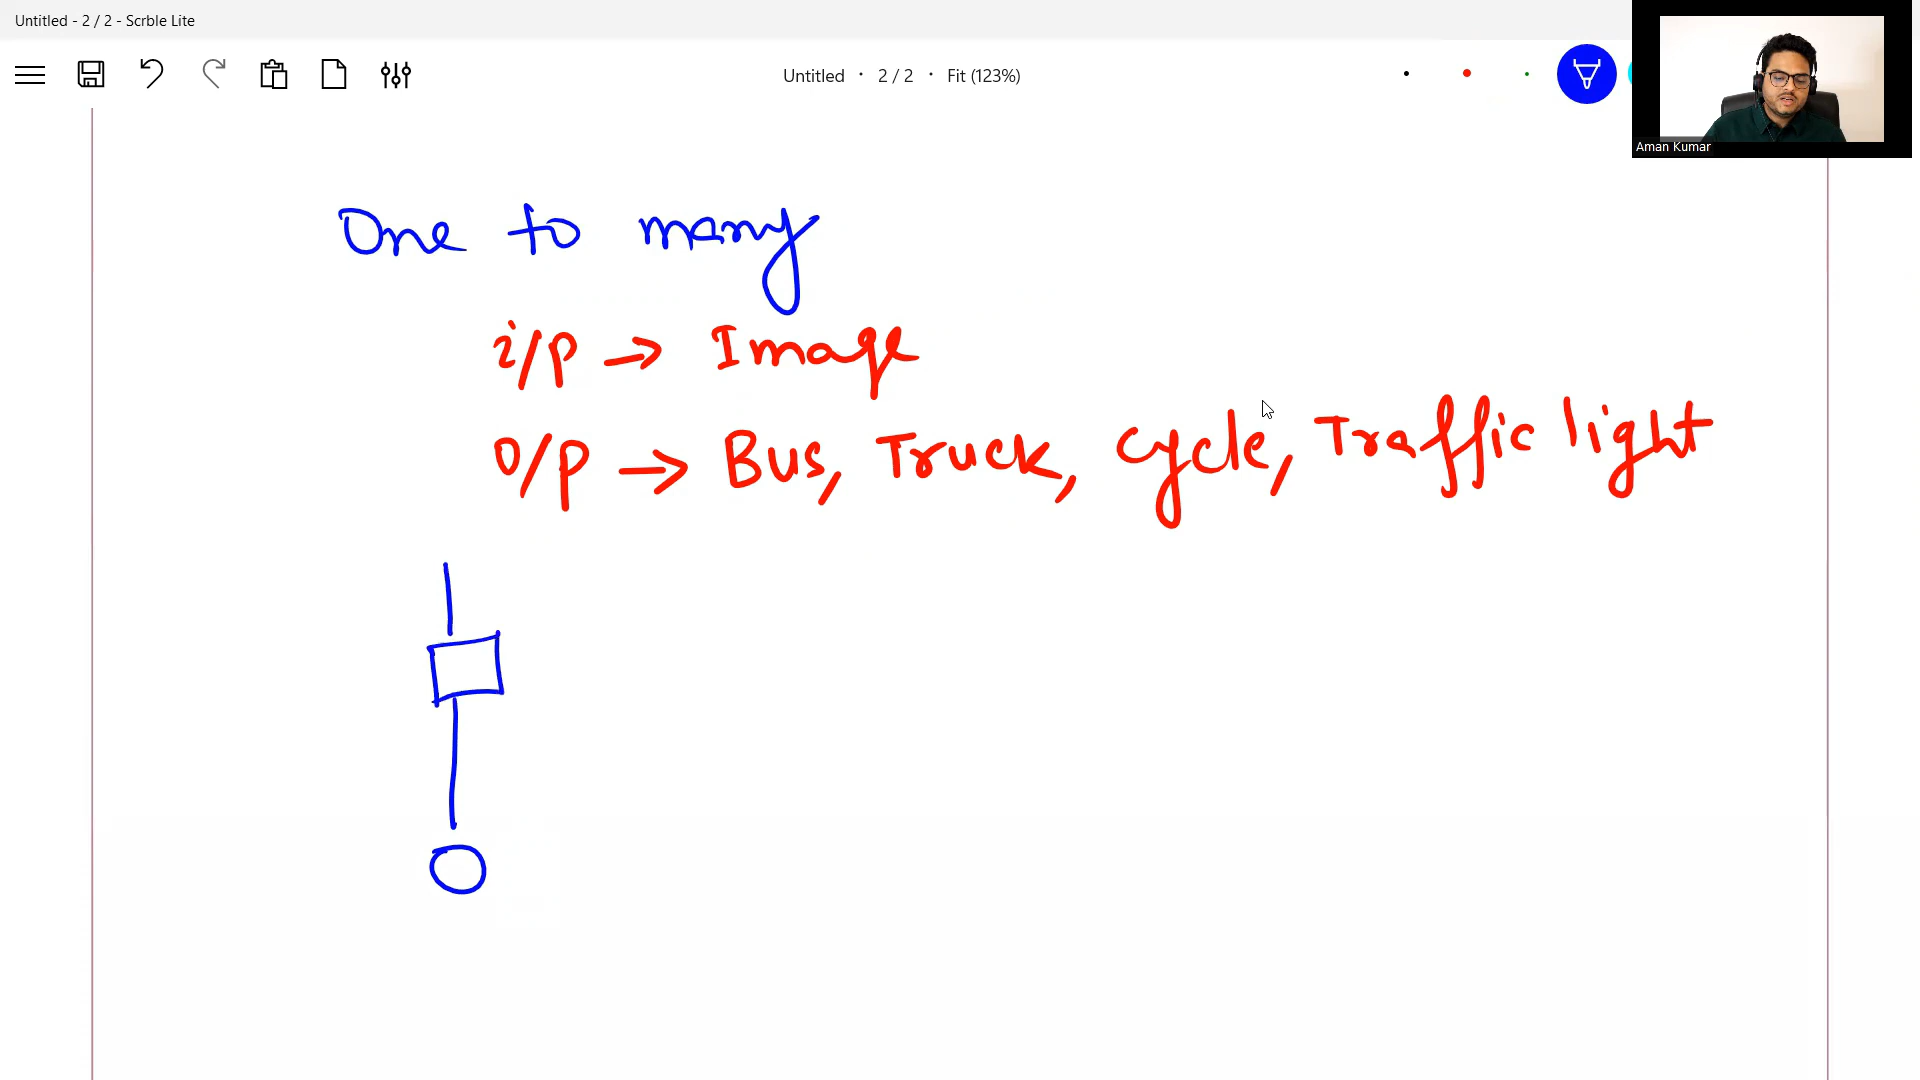 Untitled - 2 / 2 - Scrble Lite
Untitled · 2 / 2 · Fit (123%)
Aman Kumar
One to many
i/p → Image
O/p → Bus, Truck, Cycle, Traffic light